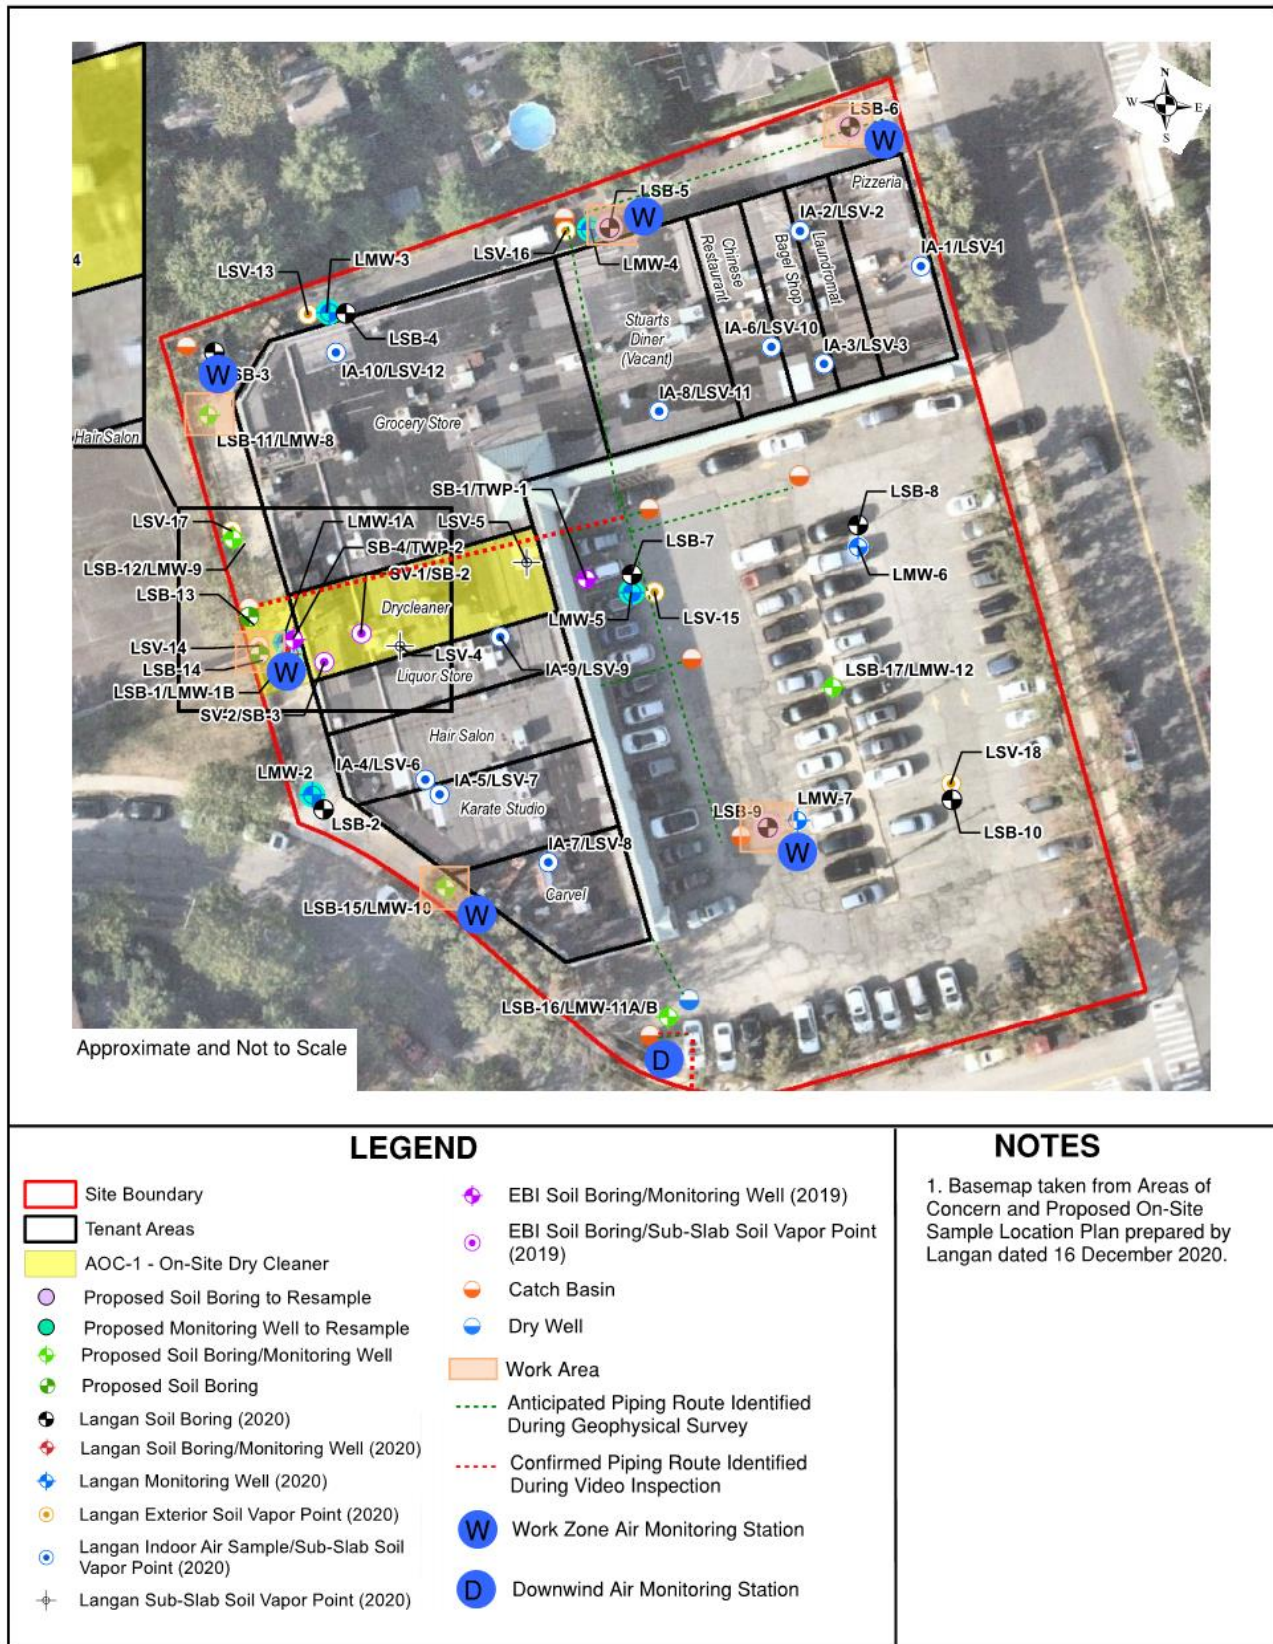 N
W
E
S
LSB-6
W
Pizzeria
LSB-5
W
IA-2/LSV-2
LSV-16
LMW-4
IA-1/LSV-1
Chinese
Restaurant
Bagel Shop
Laundromat
LMW-3
LSV-13
4
LSB-4
Stuarts
Diner
(Vacant)
IA-6/LSV-10
IA-3/LSV-3
W
SB-3
IA-10/LSV-12
IA-8/LSV-11
Grocery Store
Hair Salon
LSB-11/LMW-8
SB-1/TWP-1
LSB-8
LSV-17
LMW-1A
LSV-5
SB-4/TWP-2
LSB-7
LSB-12/LMW-9
SV-1/SB-2
LMW-6
LSB-13
Drycleaner
LMW-5
LSV-15
LSV-14
LSB-14
LSV-4
W
IA-9/LSV-9
LSB-17/LMW-12
LSB-1/LMW-1B
Liquor Store
SV-2/SB-3
Hair Salon
LMW-2
IA-4/LSV-6
IA-5/LSV-7
LSV-18
LSB-2
Karate Studio
LSB-9
LMW-7
LSB-10
IA-7/LSV-8
W
Carvel
LSB-15/LMW-10
W
LSB-16/LMW-11A/B
D
Approximate and Not to Scale
LEGEND
Site Boundary
Tenant Areas
AOC-1 - On-Site Dry Cleaner
Proposed Soil Boring to Resample
Proposed Monitoring Well to Resample
Proposed Soil Boring/Monitoring Well
Proposed Soil Boring
Langan Soil Boring (2020)
Langan Soil Boring/Monitoring Well (2020)
Langan Monitoring Well (2020)
Langan Exterior Soil Vapor Point (2020)
Langan Indoor Air Sample/Sub-Slab Soil
Vapor Point (2020)
Langan Sub-Slab Soil Vapor Point (2020)
EBI Soil Boring/Monitoring Well (2019)
EBI Soil Boring/Sub-Slab Soil Vapor Point
(2019)
Catch Basin
Dry Well
Work Area
Anticipated Piping Route Identified
During Geophysical Survey
Confirmed Piping Route Identified
During Video Inspection
W Work Zone Air Monitoring Station
D Downwind Air Monitoring Station
NOTES
1. Basemap taken from Areas of
Concern and Proposed On-Site
Sample Location Plan prepared by
Langan dated 16 December 2020.